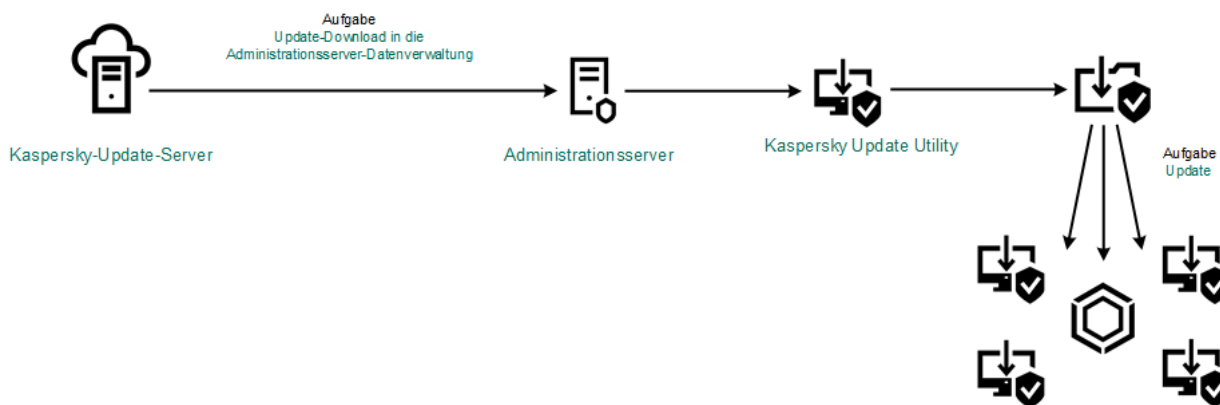 Aufgabe
Update-Download in die
Administrationsserver-Datenverwaltung
Kaspersky-Update-Server
Administrationsserver
Kaspersky Update Utility
Aufgabe
Update